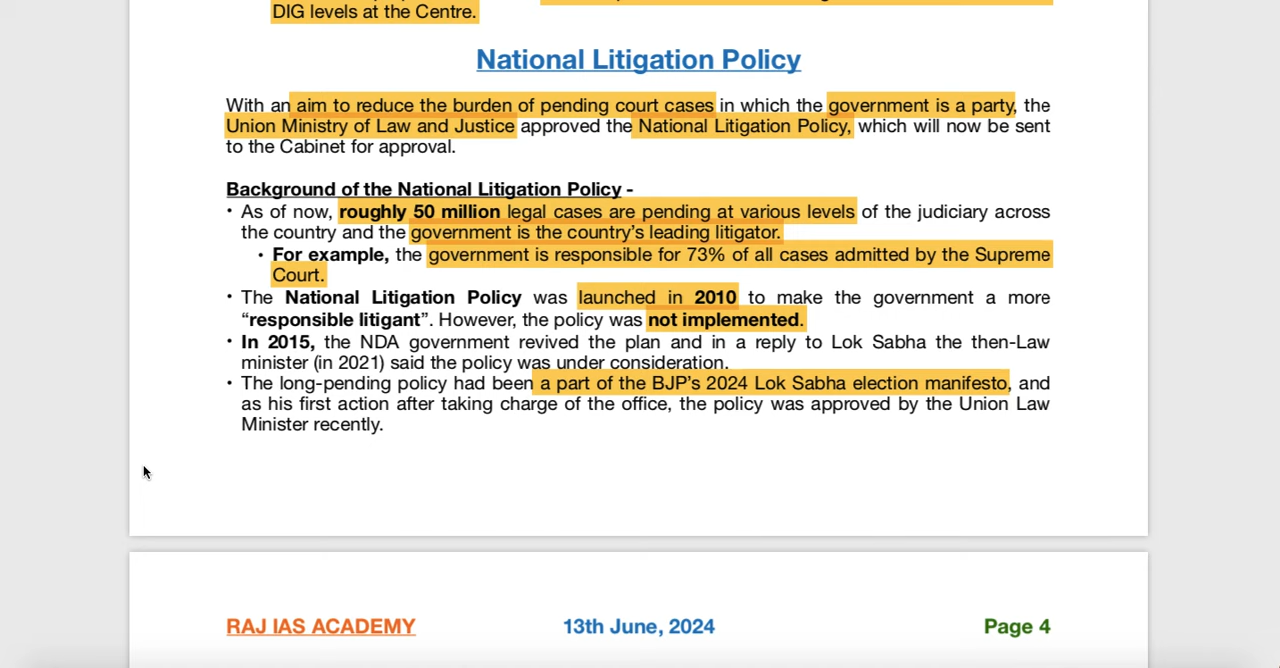 DIG levels at the Centre.
National Litigation Policy
With an aim to reduce the burden of pending court cases in which the government is a party, the
Union Ministry of Law and Justice approved the National Litigation Policy, which will now be sent
to the Cabinet for approval.
Background of the National Litigation Policy -
• As of now, roughly 50 million legal cases are pending at various levels of the judiciary across
the country and the government is the country's leading litigator.
• For example, the government is responsible for 73% of all cases admitted by the Supreme
Court.
• The National Litigation Policy was launched in 2010 to make the government a more
“responsible litigant”. However, the policy was not implemented.
• In 2015, the NDA government revived the plan and in a reply to Lok Sabha the then-Law
minister (in 2021) said the policy was under consideration.
• The long-pending policy had been a part of the BJP's 2024 Lok Sabha election manifesto, and
as his first action after taking charge of the office, the policy was approved by the Union Law
Minister recently.
RAJ IAS ACADEMY 13th June, 2024 Page 4